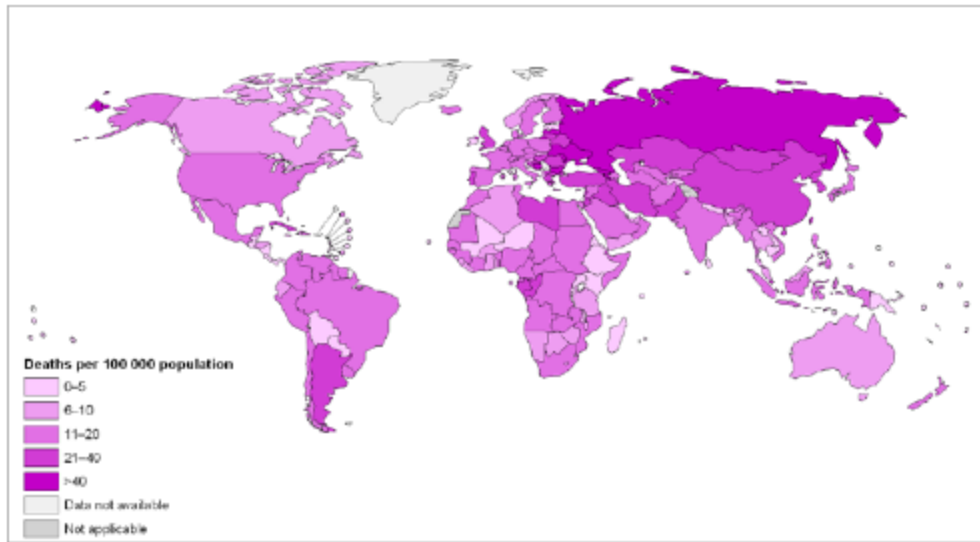 Deaths per 100 000 population
0–5
6–10
11–20
21–40
>40
Data not available
Not applicable